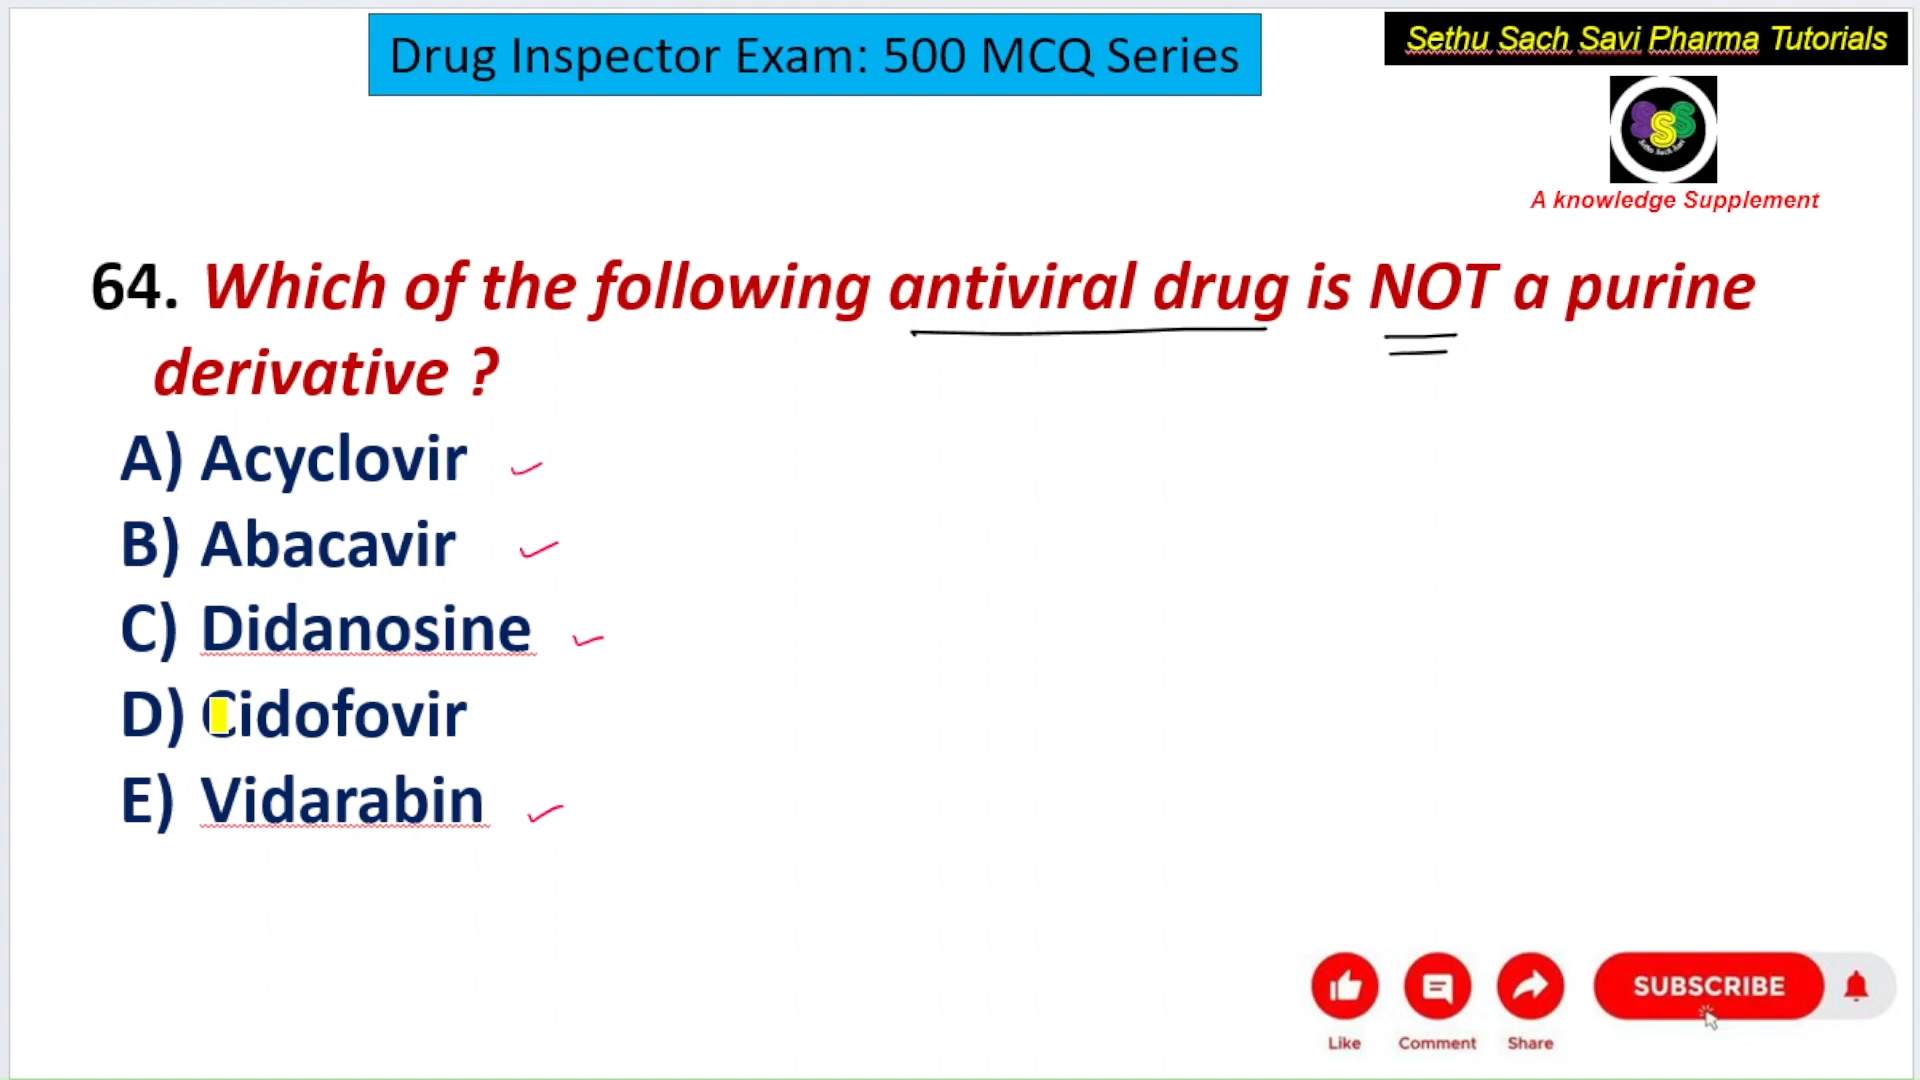 Drug Inspector Exam: 500 MCQ Series
Sethu Sach Savi Pharma Tutorials
SSS
A knowledge Supplement
64. Which of the following antiviral drug is NOT a purine
derivative ?
A) Acyclovir
B) Abacavir
C) Didanosine
D) Cidofovir
E) Vidarabin
SUBSCRIBE
Like Comment Share